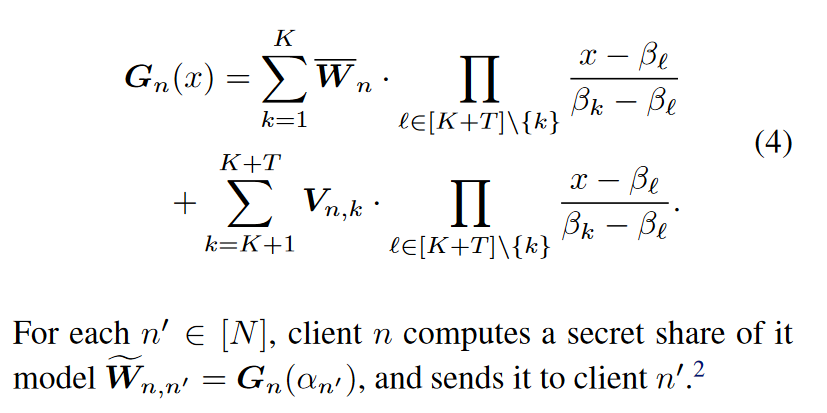 $$G_n(x) = \sum_{k=1}^{K} \overline{W}_n \cdot \prod_{\ell \in [K+T] \setminus \{k\}} \frac{x - \beta_\ell}{\beta_k - \beta_\ell}$$
$$+ \sum_{k=K+1}^{K+T} V_{n,k} \cdot \prod_{\ell \in [K+T] \setminus \{k\}} \frac{x - \beta_\ell}{\beta_k - \beta_\ell}. \quad (4)$$
For each $n' \in [N]$, client $n$ computes a secret share of it
model $\widetilde{W}_{n,n'} = G_n(\alpha_{n'})$, and sends it to client $n'$.²